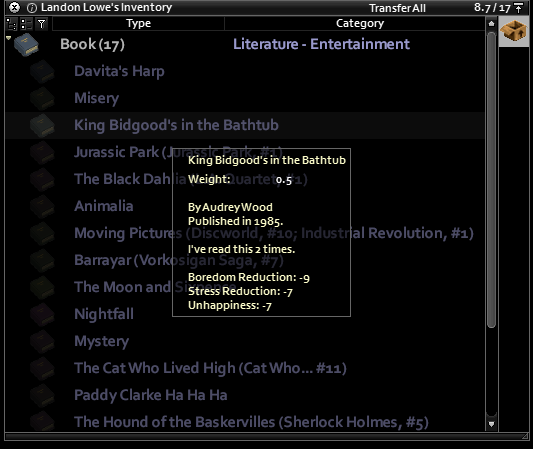 Landon Lowe's Inventory
Transfer All
8.7 / 17
Type
Category
Book (17)
Literature - Entertainment
Davita's Harp
Misery
King Bidgood's in the Bathtub
Jurassic Park (Jurassic Park, #1)
The Black Dahlia (L.A. Quartet, #1)
Animalia
Moving Pictures (Discworld, #10; Industrial Revolution, #1)
Barrayar (Vorkosigan Saga, #7)
The Moon and Sixpence
Nightfall
Mystery
The Cat Who Lived High (Cat Who... #11)
Paddy Clarke Ha Ha Ha
The Hound of the Baskervilles (Sherlock Holmes, #5)
King Bidgood's in the Bathtub
Weight: 0.5
By Audrey Wood
Published in 1985.
I've read this 2 times.
Boredom Reduction: -9
Stress Reduction: -7
Unhappiness: -7